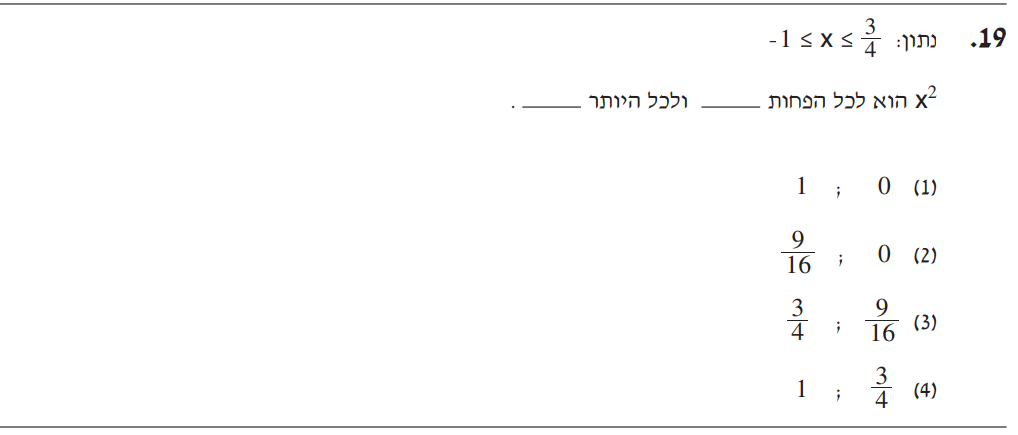 19. נתון: -1 ≤ x ≤ 3/4
x² הוא לכל הפחות _____ ולכל היותר _____ .
(1) 0 ; 1
(2) 0 ; 9/16
(3) 9/16 ; 3/4
(4) 3/4 ; 1